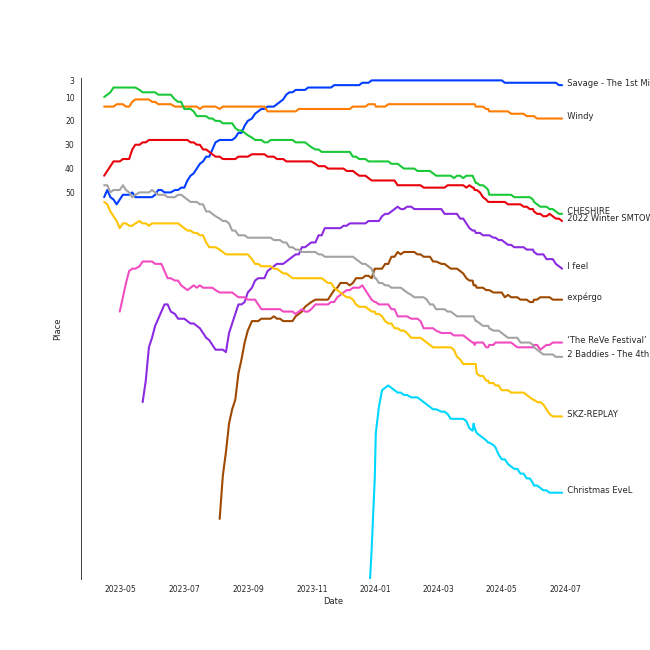 3
10
20
30
40
50
Place
2023-05
2023-07
2023-09
2023-11
2024-01
2024-03
2024-05
2024-07
Date
Savage - The 1st Mi
Windy
CHESHIRE
2022 Winter SMTOW
I feel
expérgo
'The ReVe Festival'
2 Baddies - The 4th
SKZ-REPLAY
Christmas EveL